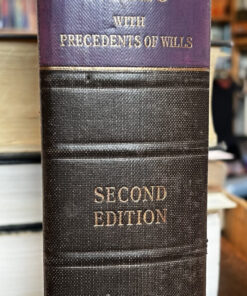 WITH
PRECEDENTS OF WILLS
SECOND
EDITION